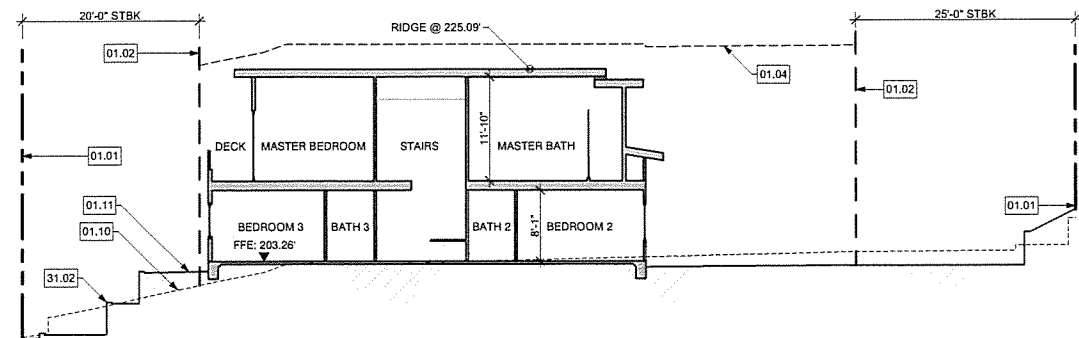 20'-0" STBK
25'-0" STBK
RIDGE @ 225.09'
01.02
01.04
01.02
11'-10"
DECK
MASTER BEDROOM
STAIRS
MASTER BATH
01.01
01.11
01.10
01.01
BEDROOM 3
BATH 3
BATH 2
8'-1"
BEDROOM 2
FFE: 203.26'
31.02